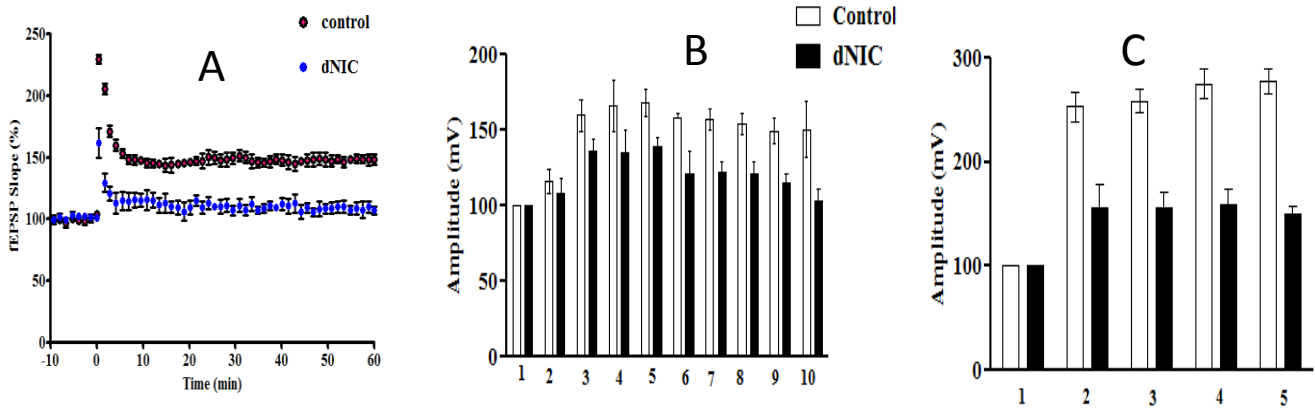 control
dNIC
A
fEPSP Slope (%)
250
200
150
100
50
0
-10 0 10 20 30 40 50 60
Time (min)
B
Control
dNIC
Amplitude (mV)
200
150
100
50
0
1 2 3 4 5 6 7 8 9 10
C
Amplitude (mV)
300
200
100
0
1 2 3 4 5